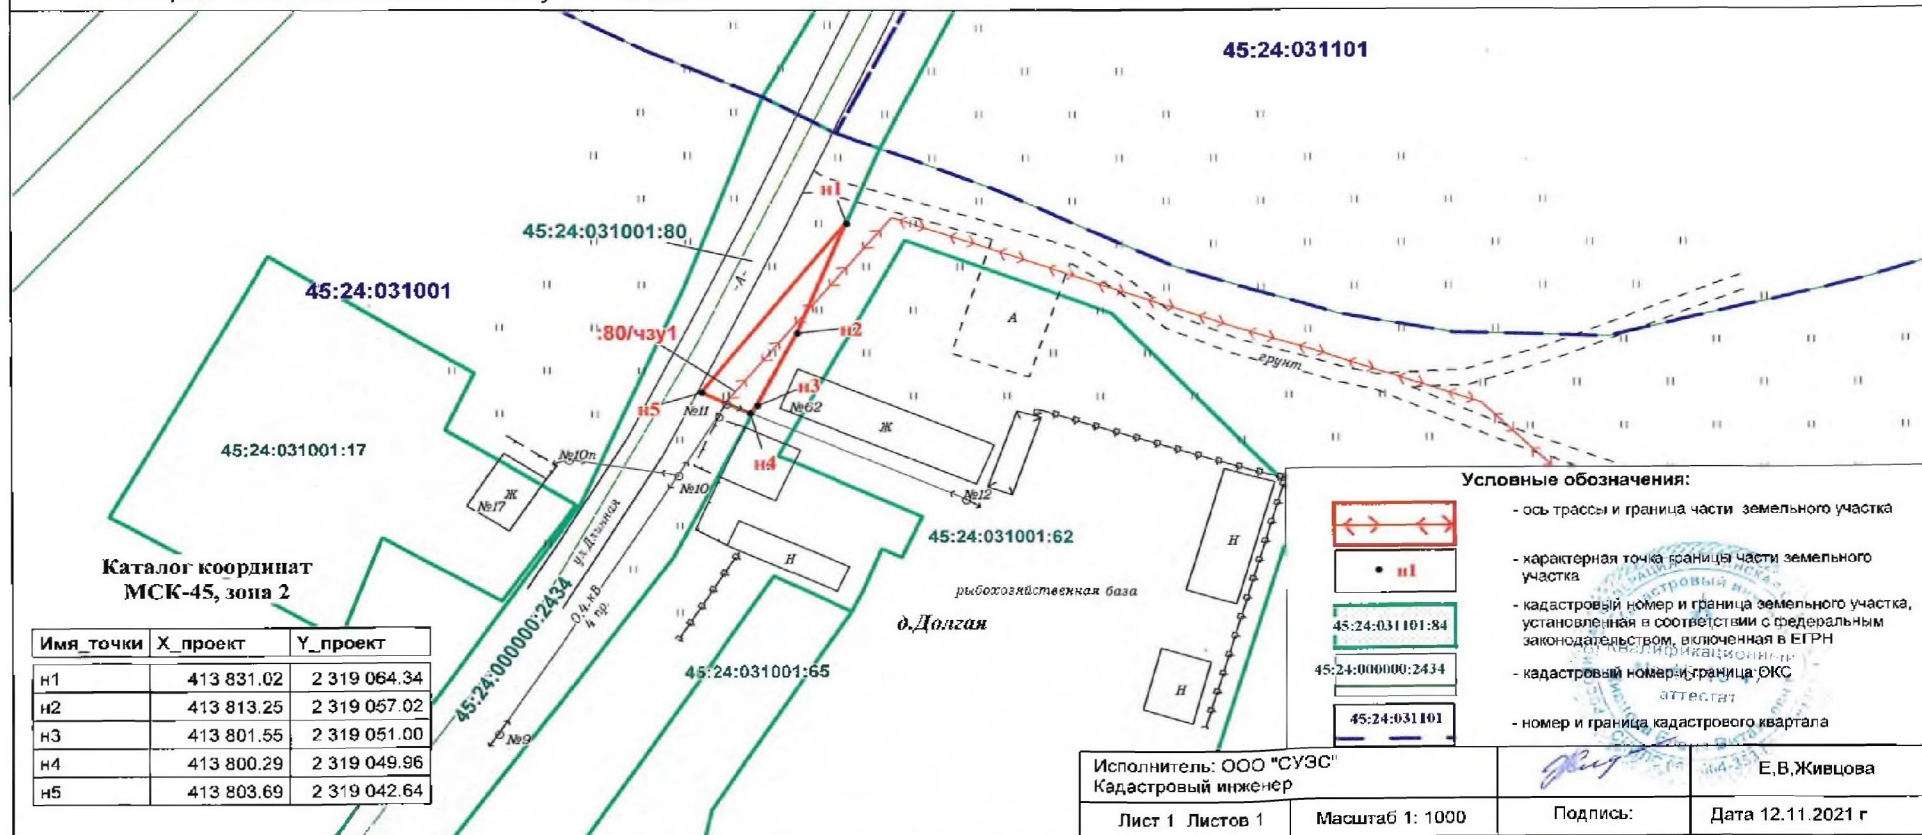 45:24:031101
н1
45:24:031001:80
-А-
45:24:031001
:80/чзу1
н2
А
грунт
н3
н5
№11
№62
Ж
н4
45:24:031001:17
№10п
№10
№12
Ж
№17
ул.Длинная
45:24:031001:62
Н
Н
рыбохозяйственная база
д.Долгая
0,4 кВ
4 пр.
45:24:000000:2434
45:24:031001:65
Н
№9
Каталог координат
МСК-45, зона 2
Имя_точки X_проект Y_проект
н1 413 831.02 2 319 064.34
н2 413 813.25 2 319 057.02
н3 413 801.55 2 319 051.00
н4 413 800.29 2 319 049.96
н5 413 803.69 2 319 042.64
Условные обозначения:
- ось трассы и граница части земельного участка
н1
- характерная точка границы части земельного
участка
45:24:031101:84
- кадастровый номер и граница земельного участка,
установленная в соответствии с федеральным
законодательством, включенная в ЕГРН
45:24:000000:2434
- кадастровый номер и граница ОКС
45:24:031101
- номер и граница кадастрового квартала
аттестат
Исполнитель: ООО "СУЭС"
Кадастровый инженер
Е,В,Живцова
Лист 1 Листов 1
Масштаб 1: 1000
Подпись:
Дата 12.11.2021 г